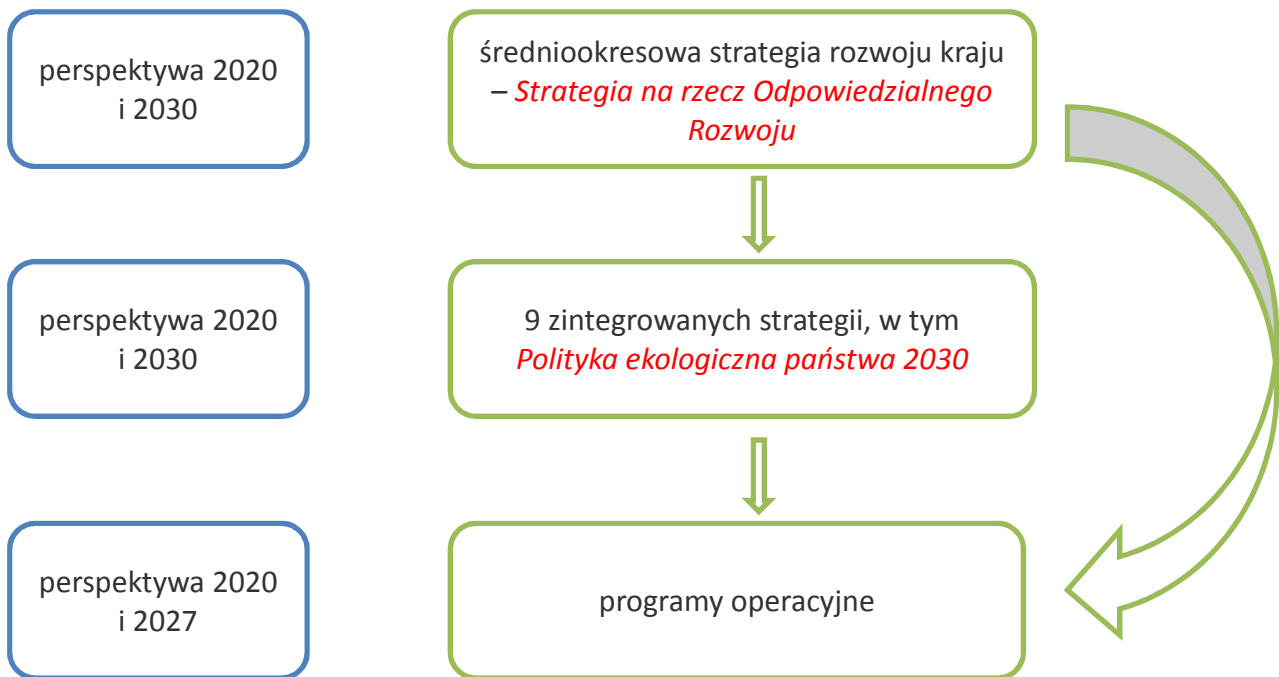 perspektywa 2020
i 2030
średniookresowa strategia rozwoju kraju
– Strategia na rzecz Odpowiedzialnego
Rozwoju
perspektywa 2020
i 2030
9 zintegrowanych strategii, w tym
Polityka ekologiczna państwa 2030
perspektywa 2020
i 2027
programy operacyjne